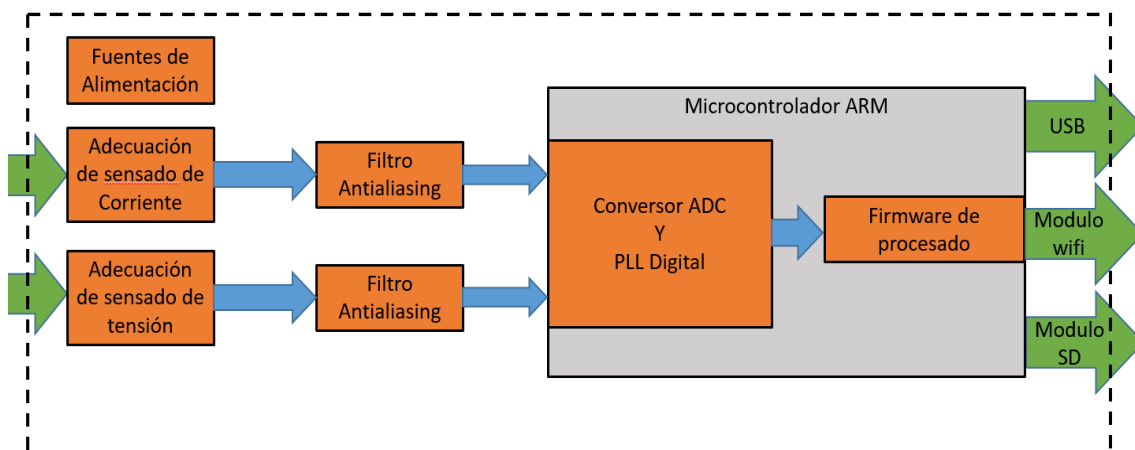 Fuentes de
Alimentación
Adecuación
de sensado de
Corriente
Filtro
Antialiasing
Adecuación
de sensado de
tensión
Filtro
Antialiasing
Microcontrolador ARM
Conversor ADC
Y
PLL Digital
Firmware de
procesado
USB
Modulo
wifi
Modulo
SD